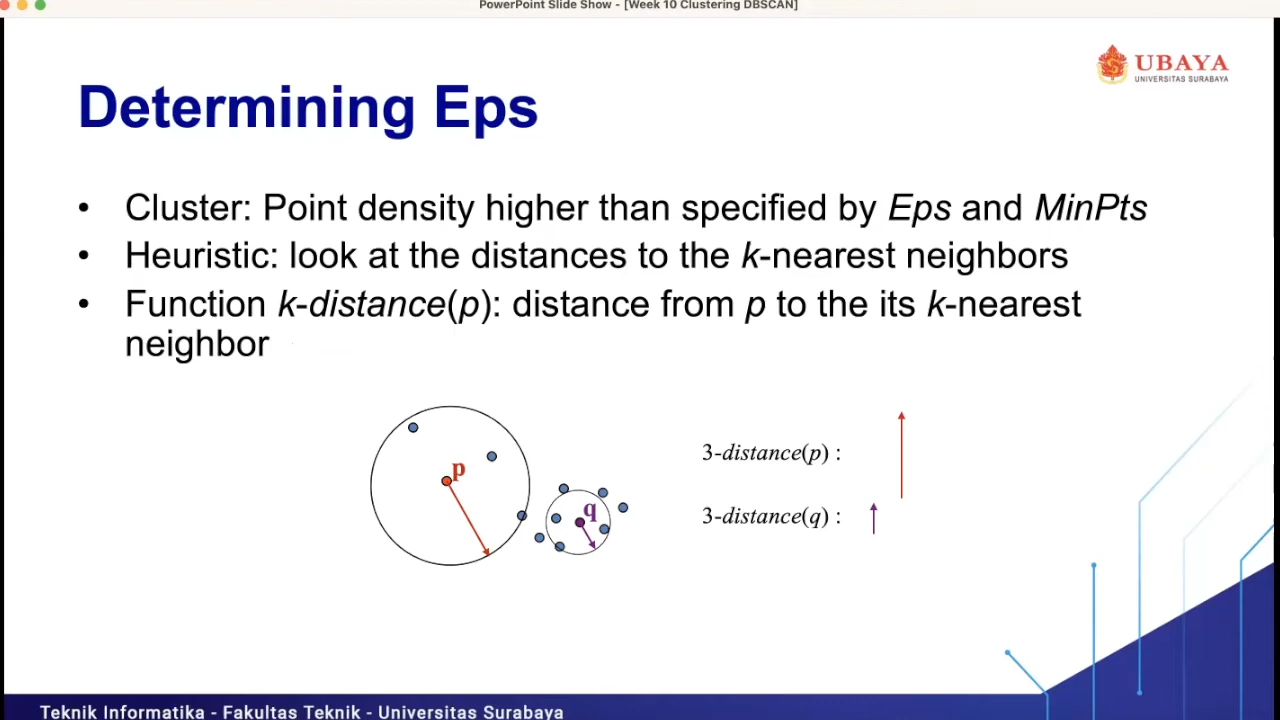 PowerPoint Slide Show - [Week 10 Clustering DBSCAN]
UBAYA
UNIVERSITAS SURABAYA
Determining Eps
• Cluster: Point density higher than specified by Eps and MinPts
• Heuristic: look at the distances to the k-nearest neighbors
• Function k-distance(p): distance from p to the its k-nearest
neighbor
p
q
3-distance(p) :
3-distance(q) :
Teknik Informatika - Fakultas Teknik - Universitas Surabaya